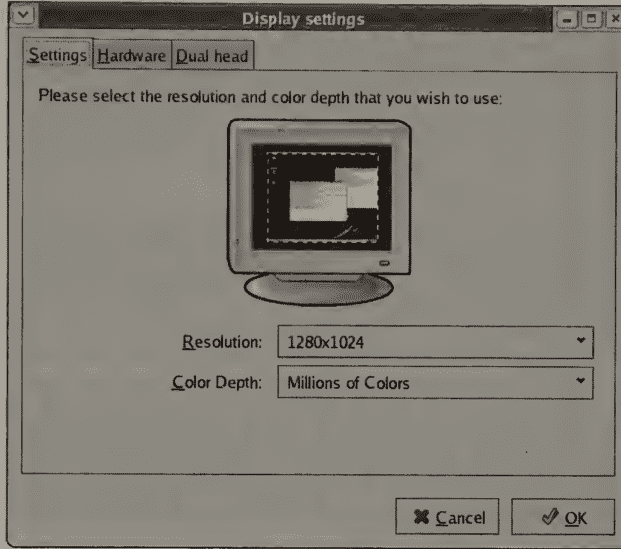 Display settings
Settings Hardware Dual head
Please select the resolution and color depth that you wish to use:
Resolution: 1280x1024
Color Depth: Millions of Colors
Cancel OK